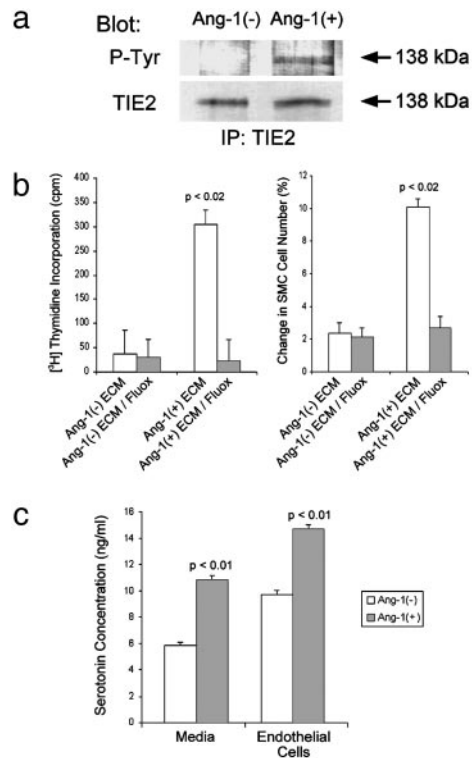 a
Blot:
Ang-1(-) Ang-1(+)
P-Tyr
138 kDa
TIE2
138 kDa
IP: TIE2
b
[³H] Thymidine Incorporation (cpm)
400
350
300
250
200
150
100
50
0
p < 0.02
Ang-1(-) ECM
Ang-1(-) ECM / Fluox
Ang-1(+) ECM
Ang-1(+) ECM / Fluox
Change in SMC Cell Number (%)
12
10
8
6
4
2
0
p < 0.02
Ang-1(-) ECM
Ang-1(-) ECM / Fluox
Ang-1(+) ECM
Ang-1(+) ECM / Fluox
c
Serotonin Concentration (ng/ml)
16
14
12
10
8
6
4
2
0
p < 0.01
p < 0.01
Media
Endothelial
Cells
Ang-1(-)
Ang-1(+)